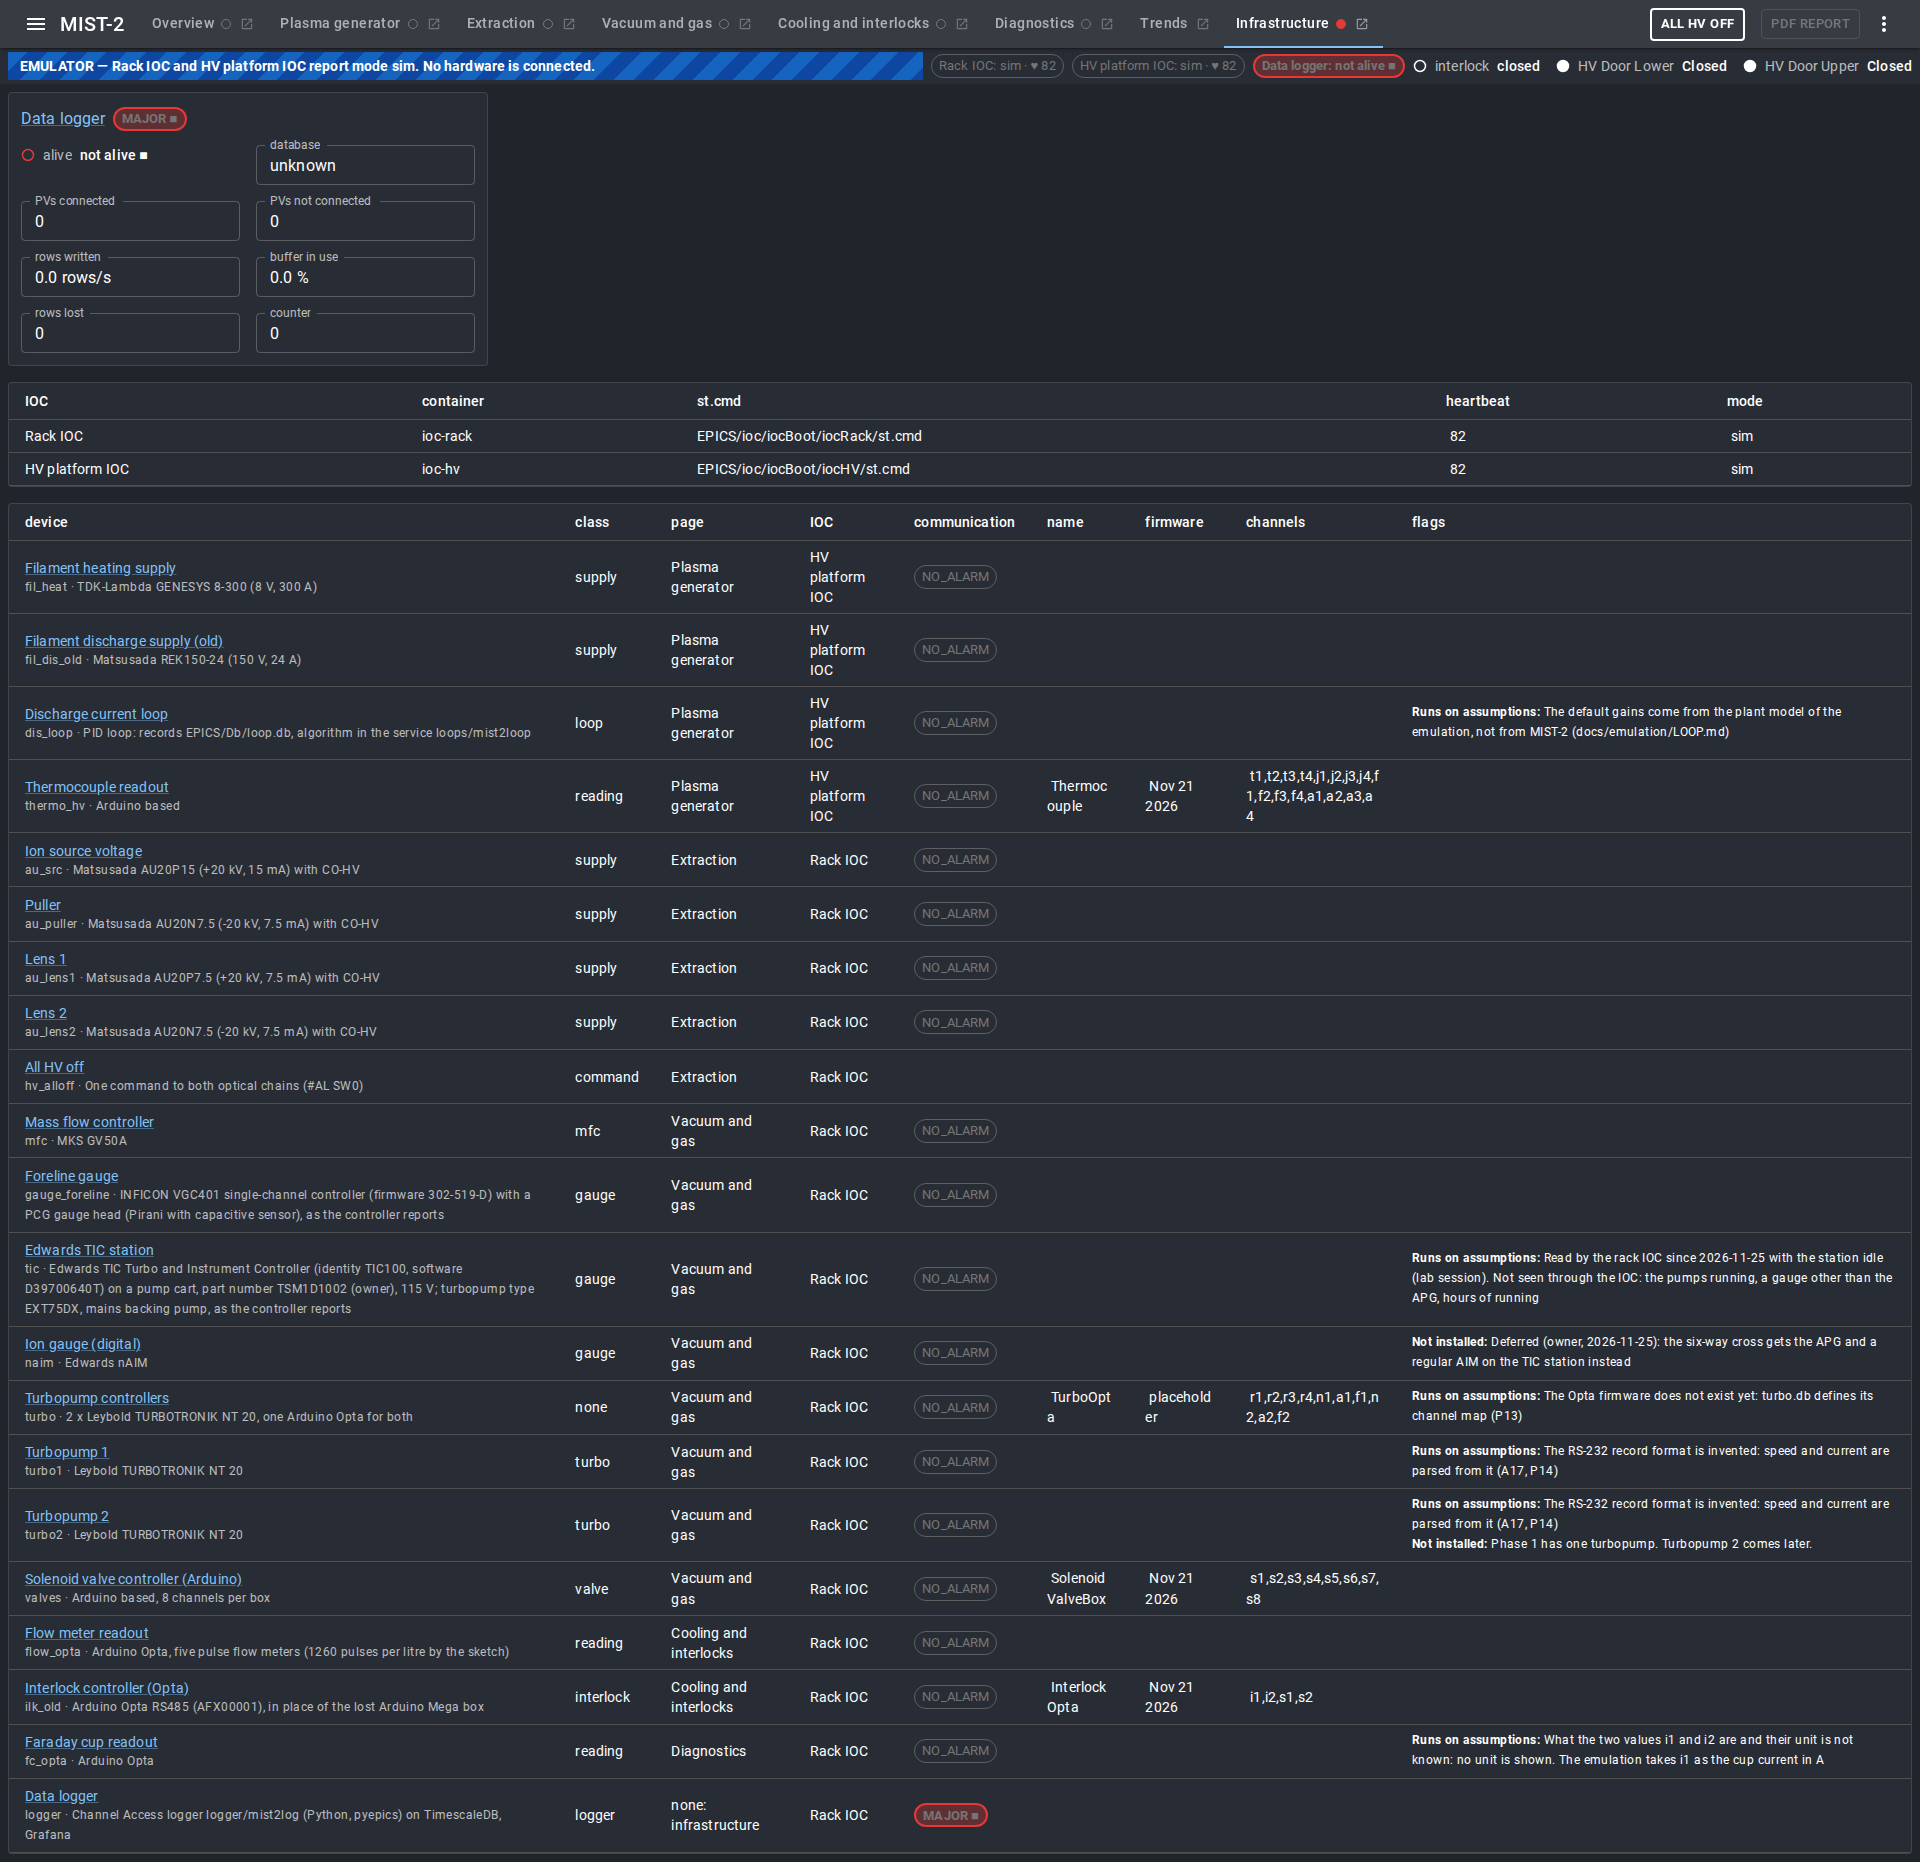 MIST-2 Overview Plasma generator Extraction Vacuum and gas Cooling and interlocks Diagnostics Trends Infrastructure ALL HV OFF PDF REPORT
EMULATOR — Rack IOC and HV platform IOC report mode sim. No hardware is connected. Rack IOC: sim · ♥ 82 HV platform IOC: sim · ♥ 82 Data logger: not alive ■ interlock closed HV Door Lower Closed HV Door Upper Closed
Data logger MAJOR ■
alive not alive ■
database
unknown
PVs connected PVs not connected
0 0
rows written buffer in use
0.0 rows/s 0.0 %
rows lost counter
0 0
IOC container st.cmd heartbeat mode
Rack IOC ioc-rack EPICS/ioc/iocBoot/iocRack/st.cmd 82 sim
HV platform IOC ioc-hv EPICS/ioc/iocBoot/iocHV/st.cmd 82 sim
device class page IOC communication name firmware channels flags
Filament heating supply
fil_heat · TDK-Lambda GENESYS 8-300 (8 V, 300 A)
supply
Plasma
generator
HV
platform
IOC
NO_ALARM
Filament discharge supply (old)
fil_dis_old · Matsusada REK150-24 (150 V, 24 A)
supply
Plasma
generator
HV
platform
IOC
NO_ALARM
Discharge current loop
dis_loop · PID loop: records EPICS/Db/loop.db, algorithm in the service loops/mist2loop
loop
Plasma
generator
HV
platform
IOC
NO_ALARM
Runs on assumptions: The default gains come from the plant model of the
emulation, not from MIST-2 (docs/emulation/LOOP.md)
Thermocouple readout
thermo_hv · Arduino based
reading
Plasma
generator
HV
platform
IOC
NO_ALARM
Thermoc
ouple
Nov 21
2026
t1,t2,t3,t4,j1,j2,j3,j4,f
1,f2,f3,f4,a1,a2,a3,a
4
Ion source voltage
au_src · Matsusada AU20P15 (+20 kV, 15 mA) with CO-HV
supply
Extraction
Rack IOC
NO_ALARM
Puller
au_puller · Matsusada AU20N7.5 (-20 kV, 7.5 mA) with CO-HV
supply
Extraction
Rack IOC
NO_ALARM
Lens 1
au_lens1 · Matsusada AU20P7.5 (+20 kV, 7.5 mA) with CO-HV
supply
Extraction
Rack IOC
NO_ALARM
Lens 2
au_lens2 · Matsusada AU20N7.5 (-20 kV, 7.5 mA) with CO-HV
supply
Extraction
Rack IOC
NO_ALARM
All HV off
hv_alloff · One command to both optical chains (#AL SW0)
command
Extraction
Rack IOC
Mass flow controller
mfc · MKS GV50A
mfc
Vacuum and
gas
Rack IOC
NO_ALARM
Foreline gauge
gauge_foreline · INFICON VGC401 single-channel controller (firmware 302-519-D) with a
PCG gauge head (Pirani with capacitive sensor), as the controller reports
gauge
Vacuum and
gas
Rack IOC
NO_ALARM
Edwards TIC station
tic · Edwards TIC Turbo and Instrument Controller (identity TIC100, software
D39700640T) on a pump cart, part number TSM1D1002 (owner), 115 V; turbopump type
EXT75DX, mains backing pump, as the controller reports
gauge
Vacuum and
gas
Rack IOC
NO_ALARM
Runs on assumptions: Read by the rack IOC since 2026-11-25 with the station idle
(lab session). Not seen through the IOC: the pumps running, a gauge other than the
APG, hours of running
Ion gauge (digital)
naim · Edwards nAIM
gauge
Vacuum and
gas
Rack IOC
NO_ALARM
Not installed: Deferred (owner, 2026-11-25): the six-way cross gets the APG and a
regular AIM on the TIC station instead
Turbopump controllers
turbo · 2 x Leybold TURBOTRONIK NT 20, one Arduino Opta for both
none
Vacuum and
gas
Rack IOC
NO_ALARM
TurboOpt
a
placehold
er
r1,r2,r3,r4,n1,a1,f1,n
2,a2,f2
Runs on assumptions: The Opta firmware does not exist yet: turbo.db defines its
channel map (P13)
Turbopump 1
turbo1 · Leybold TURBOTRONIK NT 20
turbo
Vacuum and
gas
Rack IOC
NO_ALARM
Runs on assumptions: The RS-232 record format is invented: speed and current are
parsed from it (A17, P14)
Turbopump 2
turbo2 · Leybold TURBOTRONIK NT 20
turbo
Vacuum and
gas
Rack IOC
NO_ALARM
Runs on assumptions: The RS-232 record format is invented: speed and current are
parsed from it (A17, P14)
Not installed: Phase 1 has one turbopump. Turbopump 2 comes later.
Solenoid valve controller (Arduino)
valves · Arduino based, 8 channels per box
valve
Vacuum and
gas
Rack IOC
NO_ALARM
Solenoid
ValveBox
Nov 21
2026
s1,s2,s3,s4,s5,s6,s7,
s8
Flow meter readout
flow_opta · Arduino Opta, five pulse flow meters (1260 pulses per litre by the sketch)
reading
Cooling and
interlocks
Rack IOC
NO_ALARM
Interlock controller (Opta)
ilk_old · Arduino Opta RS485 (AFX00001), in place of the lost Arduino Mega box
interlock
Cooling and
interlocks
Rack IOC
NO_ALARM
Interlock
Opta
Nov 21
2026
i1,i2,s1,s2
Faraday cup readout
fc_opta · Arduino Opta
reading
Diagnostics
Rack IOC
NO_ALARM
Runs on assumptions: What the two values i1 and i2 are and their unit is not
known: no unit is shown. The emulation takes i1 as the cup current in A
Data logger
logger · Channel Access logger logger/mist2log (Python, pyepics) on TimescaleDB,
Grafana
logger
none:
infrastructure
Rack IOC
MAJOR ■